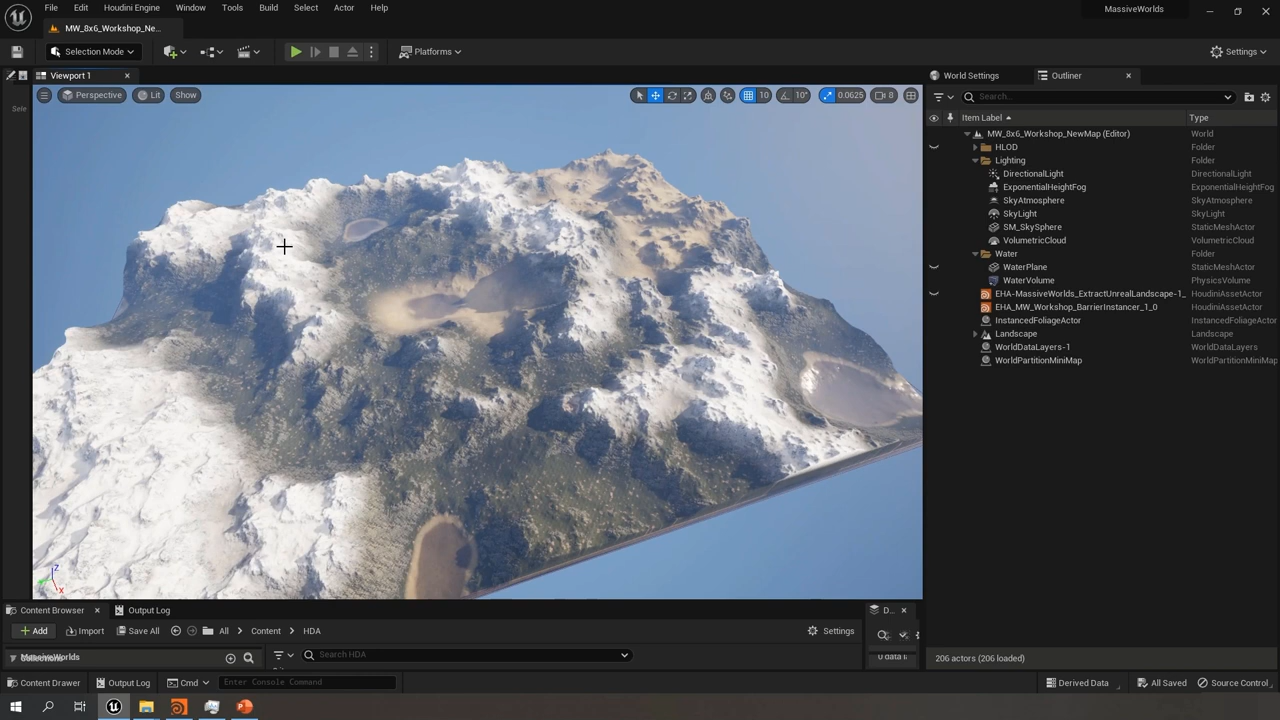 File Edit Houdini Engine Window Tools Build Select Actor Help
MassiveWorlds
MW_8x6_Workshop_Ne...
Selection Mode
Platforms
Settings
Viewport 1
World Settings
Outliner
Sele
Perspective
Lit
Show
10
10°
0.0625
8
Search...
Item Label
Type
MW_8x6_Workshop_NewMap (Editor) World
HLOD Folder
Lighting Folder
DirectionalLight DirectionalLight
ExponentialHeightFog ExponentialHeightFog
SkyAtmosphere SkyAtmosphere
SkyLight SkyLight
SM_SkySphere StaticMeshActor
VolumetricCloud VolumetricCloud
Water Folder
WaterPlane StaticMeshActor
WaterVolume PhysicsVolume
EHA-MassiveWorlds_ExtractUnrealLandscape-1_ HoudiniAssetActor
EHA_MW_Workshop_BarrierInstancer_1_0 HoudiniAssetActor
InstancedFoliageActor InstancedFoliageActor
Landscape Landscape
WorldDataLayers-1 WorldDataLayers
WorldPartitionMiniMap WorldPartitionMiniMap
Z
X
Content Browser
Output Log
D...
Add
Import
Save All
All
Content
HDA
Settings
MassiveWorlds
Search HDA
0 data l
206 actors (206 loaded)
Content Drawer
Output Log
Cmd
Enter Console Command
Derived Data
All Saved
Source Control